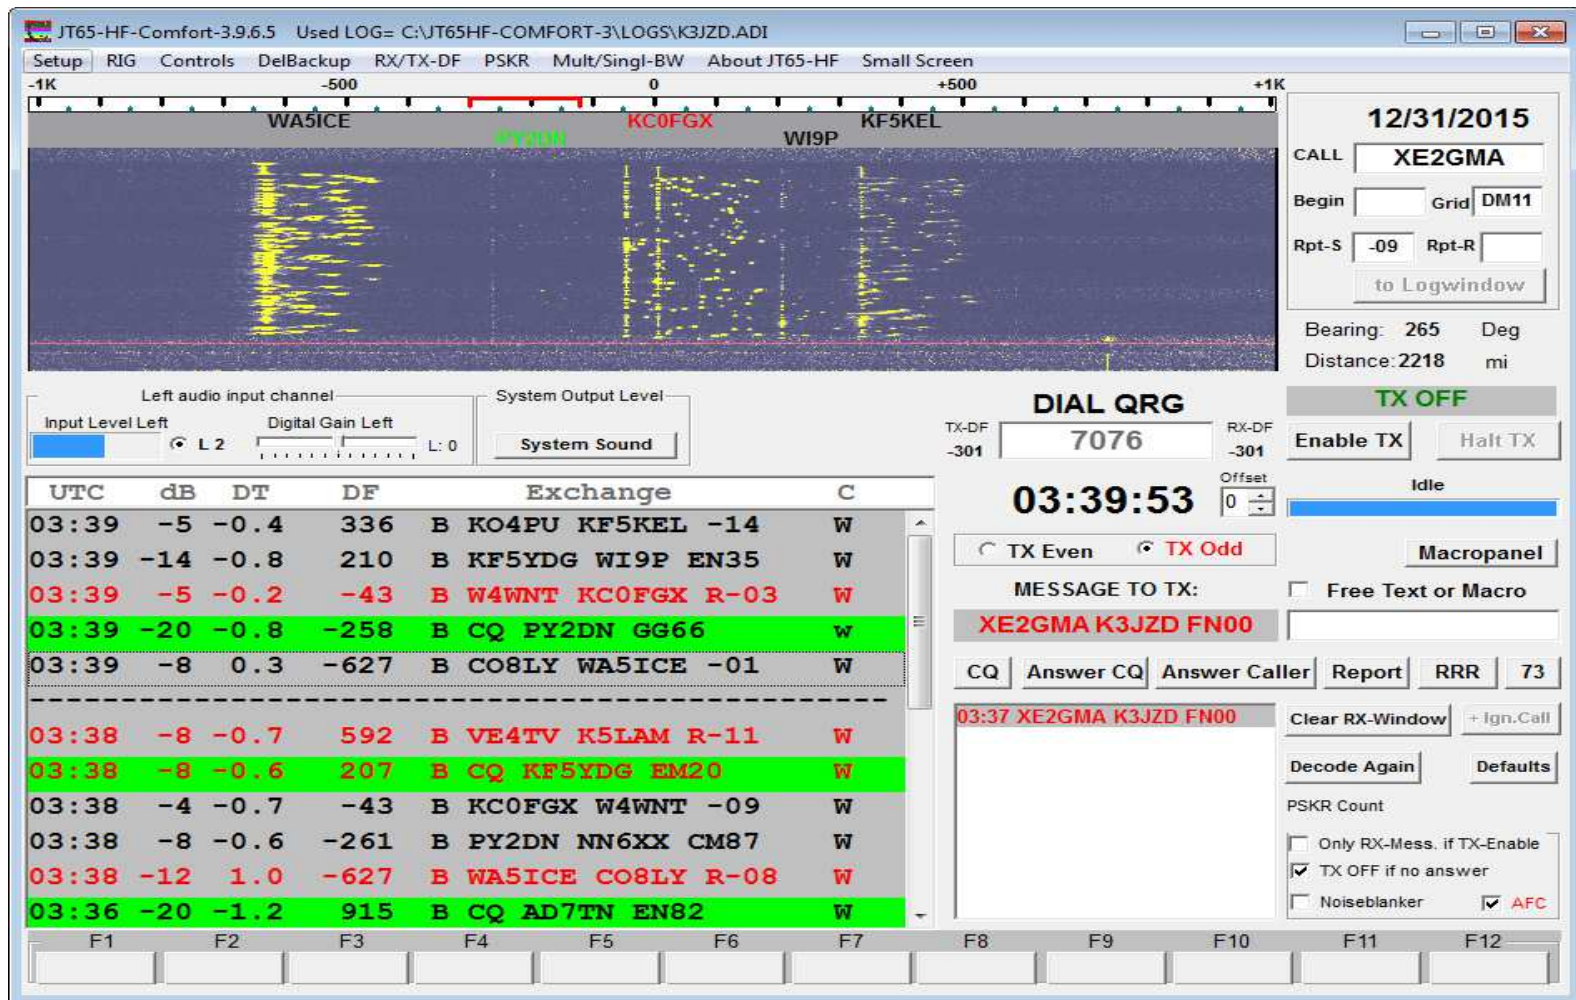 JT65-HF-Comfort-3.9.6.5 Used LOG= C:\JT65HF-COMFORT-3\LOGS\K3JZD.ADI
Setup RIG Controls DelBackup RX/TX-DF PSKR Mult/Singl-BW About JT65-HF Small Screen
-1K -500 0 +500 +1K
WA5ICE KC0FGX KF5KEL
PY2DN WI9P
12/31/2015
CALL XE2GMA
Begin Grid DM11
Rpt-S -09 Rpt-R
to Logwindow
Bearing: 265 Deg
Distance: 2218 mi
Left audio input channel
Input Level Left Digital Gain Left
L 2 L: 0
System Output Level
System Sound
DIAL QRG
TX-DF 7076 RX-DF
-301 -301
TX OFF
Enable TX Halt TX
03:39:53 Offset
0
Idle
TX Even TX Odd
Macropanel
MESSAGE TO TX:
Free Text or Macro
XE2GMA K3JZD FN00
CQ Answer CQ Answer Caller Report RRR 73
UTC dB DT DF Exchange C
03:39 -5 -0.4 336 B KO4PU KF5KEL -14 W
03:39 -14 -0.8 210 B KF5YDG WI9P EN35 W
03:39 -5 -0.2 -43 B W4WNT KC0FGX R-03 W
03:39 -20 -0.8 -258 B CQ PY2DN GG66 W
03:39 -8 0.3 -627 B CO8LY WA5ICE -01 W
------------------------------------------------
03:38 -8 -0.7 592 B VE4TV K5LAM R-11 W
03:38 -8 -0.6 207 B CQ KF5YDG EM20 W
03:38 -4 -0.7 -43 B KC0FGX W4WNT -09 W
03:38 -8 -0.6 -261 B PY2DN NN6XX CM87 W
03:38 -12 1.0 -627 B WA5ICE CO8LY R-08 W
03:36 -20 -1.2 915 B CQ AD7TN EN82 W
03:37 XE2GMA K3JZD FN00
Clear RX-Window + Ign.Call
Decode Again Defaults
PSKR Count
Only RX-Mess. if TX-Enable
TX OFF if no answer
Noiseblanker AFC
F1 F2 F3 F4 F5 F6 F7 F8 F9 F10 F11 F12